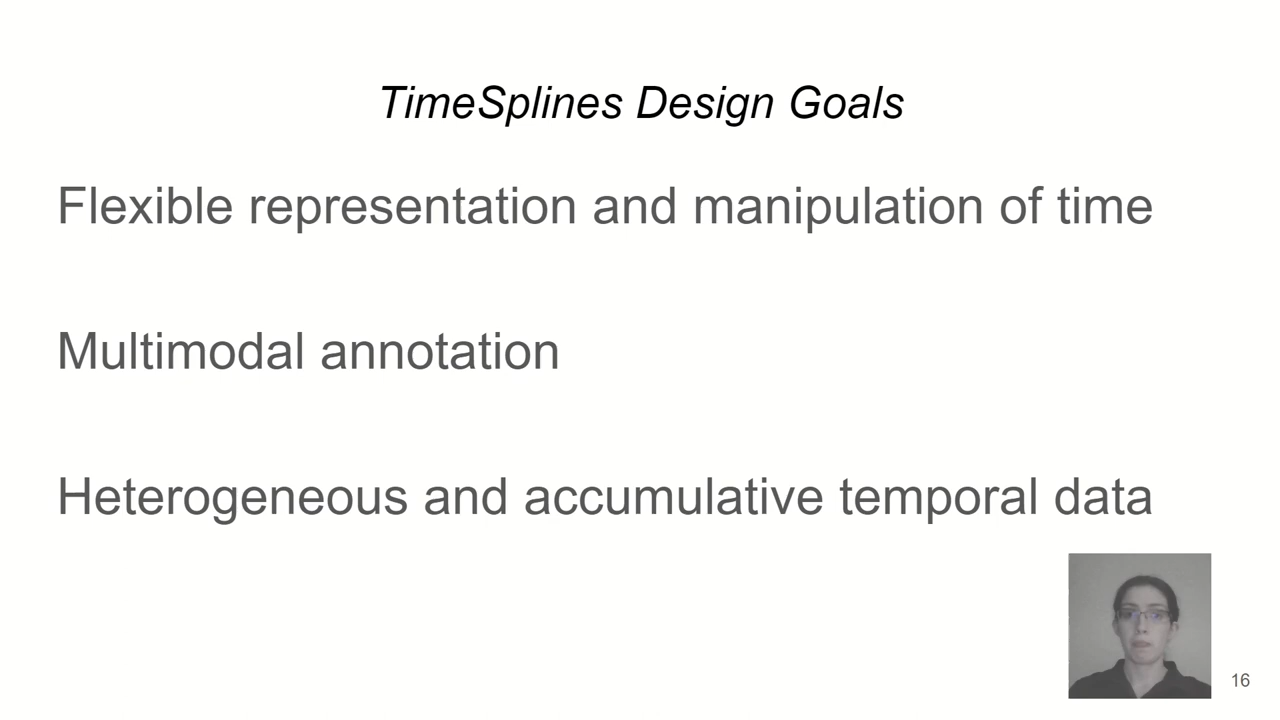 TimeSplines Design Goals
Flexible representation and manipulation of time
Multimodal annotation
Heterogeneous and accumulative temporal data
16